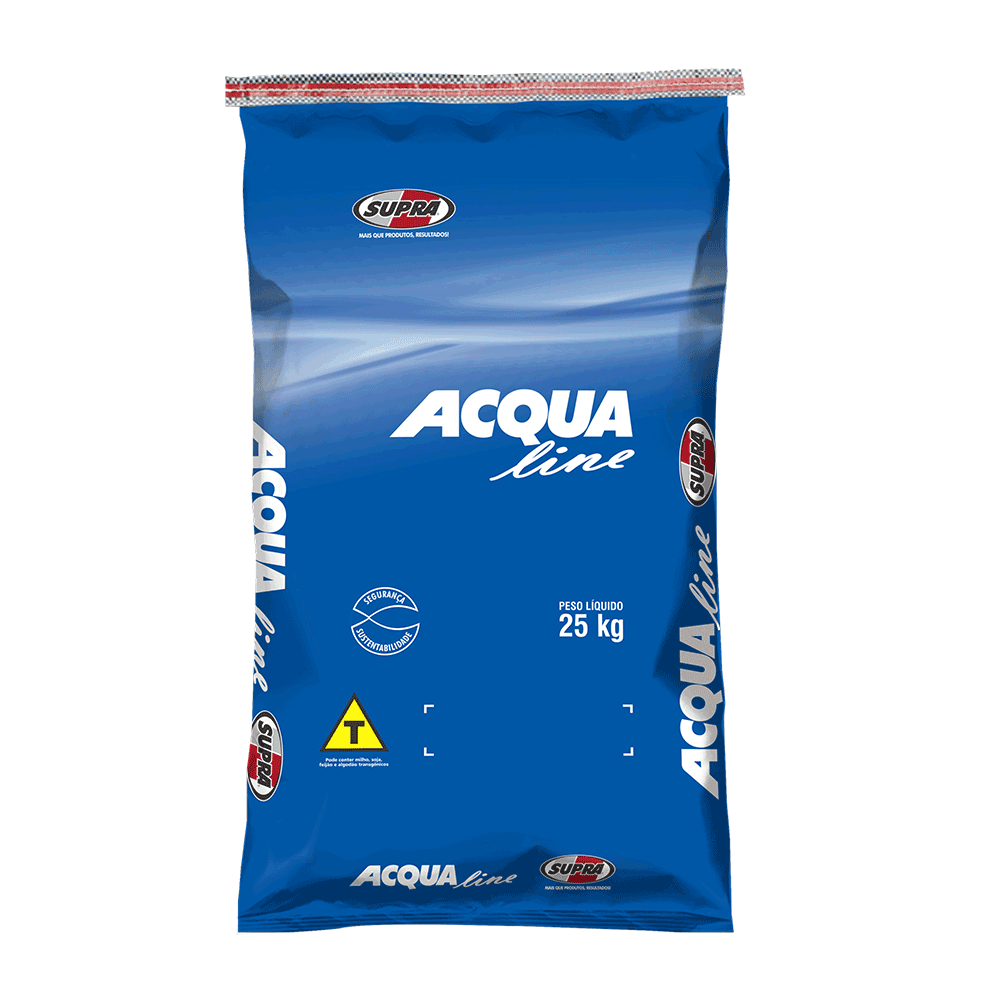 SUPRA
MAIS QUE PRODUTOS, RESULTADOS!
ACQUA
line
ACQUA line
SUPRA
SUPRA
ACQUA line
SEGURANÇA
SUSTENTABILIDADE
PESO LÍQUIDO
25 kg
T
Pode conter milho, soja,
feijão e algodão transgênicos
ACQUA line
SUPRA
MAIS QUE PRODUTOS, RESULTADOS!